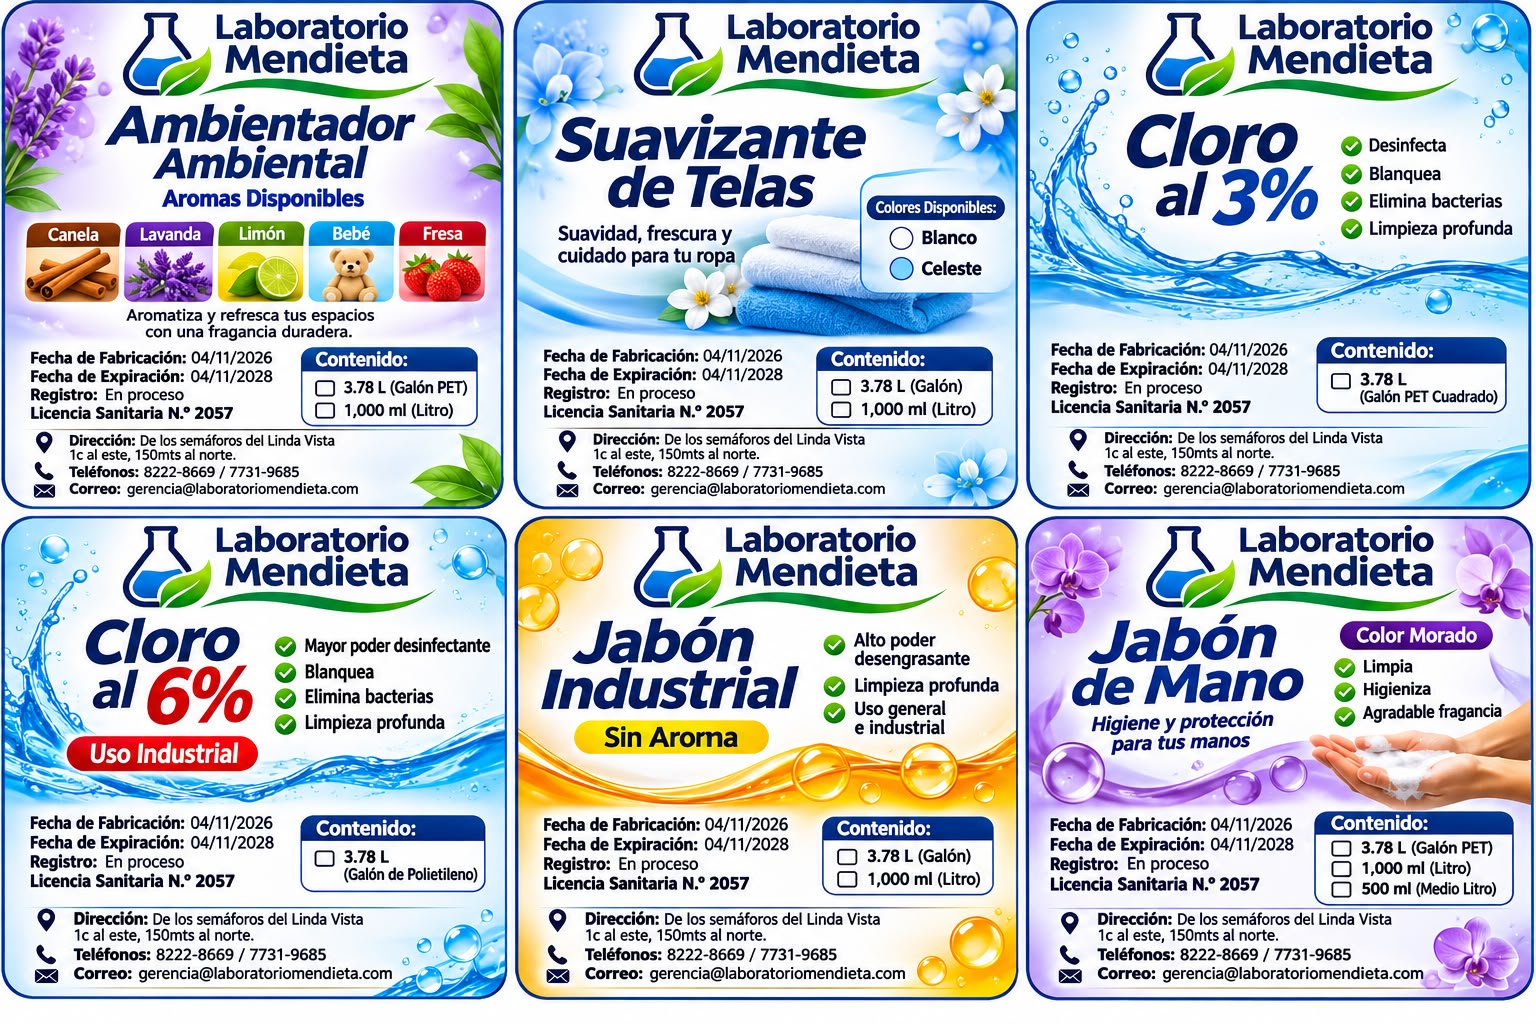 Laboratorio
Mendieta
Ambientador
Ambiental
Aromas Disponibles
Canela
Lavanda
Limón
Bebé
Fresa
Aromatiza y refresca tus espacios
con una fragancia duradera.
Fecha de Fabricación: 04/11/2026
Fecha de Expiración: 04/11/2028
Registro: En proceso
Licencia Sanitaria N.º 2057
Contenido:
3.78 L (Galón PET)
1,000 ml (Litro)
Dirección: De los semáforos del Linda Vista
1c al este, 150mts al norte.
Teléfonos: 8222-8669 / 7731-9685
Correo: gerencia@laboratoriomendieta.com
Laboratorio
Mendieta
Suavizante
de Telas
Suavidad, frescura y
cuidado para tu ropa
Colores Disponibles:
Blanco
Celeste
Fecha de Fabricación: 04/11/2026
Fecha de Expiración: 04/11/2028
Registro: En proceso
Licencia Sanitaria N.º 2057
Contenido:
3.78 L (Galón)
1,000 ml (Litro)
Dirección: De los semáforos del Linda Vista
1c al este, 150mts al norte.
Teléfonos: 8222-8669 / 7731-9685
Correo: gerencia@laboratoriomendieta.com
Laboratorio
Mendieta
Cloro
al 3%
Desinfecta
Blanquea
Elimina bacterias
Limpieza profunda
Fecha de Fabricación: 04/11/2026
Fecha de Expiración: 04/11/2028
Registro: En proceso
Licencia Sanitaria N.º 2057
Contenido:
3.78 L
(Galón PET Cuadrado)
Dirección: De los semáforos del Linda Vista
1c al este, 150mts al norte.
Teléfonos: 8222-8669 / 7731-9685
Correo: gerencia@laboratoriomendieta.com
Laboratorio
Mendieta
Cloro
al 6%
Uso Industrial
Mayor poder desinfectante
Blanquea
Elimina bacterias
Limpieza profunda
Fecha de Fabricación: 04/11/2026
Fecha de Expiración: 04/11/2028
Registro: En proceso
Licencia Sanitaria N.º 2057
Contenido:
3.78 L
(Galón de Polietileno)
Dirección: De los semáforos del Linda Vista
1c al este, 150mts al norte.
Teléfonos: 8222-8669 / 7731-9685
Correo: gerencia@laboratoriomendieta.com
Laboratorio
Mendieta
Jabón
Industrial
Sin Aroma
Alto poder
desengrasante
Limpieza profunda
Uso general
e industrial
Fecha de Fabricación: 04/11/2026
Fecha de Expiración: 04/11/2028
Registro: En proceso
Licencia Sanitaria N.º 2057
Contenido:
3.78 L (Galón)
1,000 ml (Litro)
Dirección: De los semáforos del Linda Vista
1c al este, 150mts al norte.
Teléfonos: 8222-8669 / 7731-9685
Correo: gerencia@laboratoriomendieta.com
Laboratorio
Mendieta
Jabón
de Mano
Higiene y protección
para tus manos
Color Morado
Limpia
Higieniza
Agradable fragancia
Fecha de Fabricación: 04/11/2026
Fecha de Expiración: 04/11/2028
Registro: En proceso
Licencia Sanitaria N.º 2057
Contenido:
3.78 L (Galón PET)
1,000 ml (Litro)
500 ml (Medio Litro)
Dirección: De los semáforos del Linda Vista
1c al este, 150mts al norte.
Teléfonos: 8222-8669 / 7731-9685
Correo: gerencia@laboratoriomendieta.com